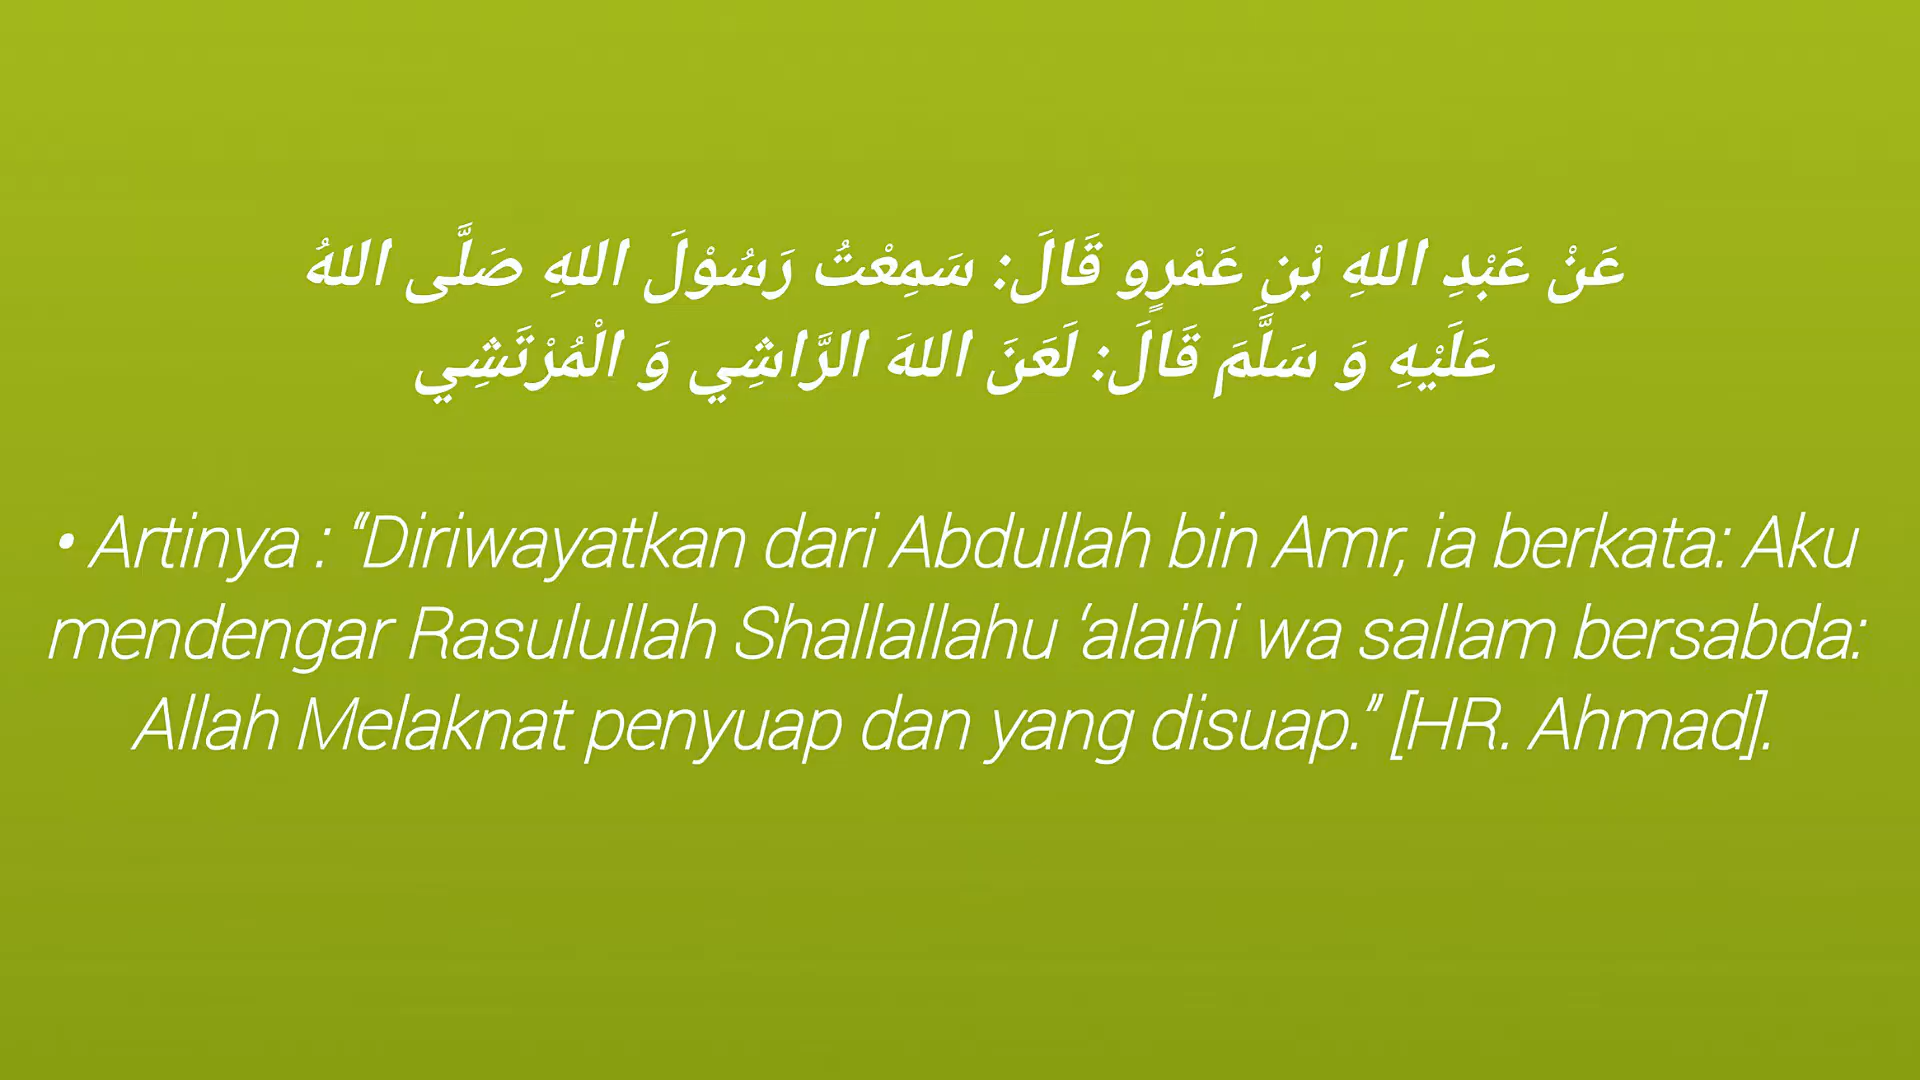 عَنْ عَبْدِ اللهِ بْنِ عَمْرٍو قَالَ: سَمِعْتُ رَسُوْلَ اللهِ صَلَّى اللهُ
عَلَيْهِ وَ سَلَّمَ قَالَ: لَعَنَ اللهَ الرَّاشِي وَ الْمُرْتَشِي
• Artinya : “Diriwayatkan dari Abdullah bin Amr, ia berkata: Aku
mendengar Rasulullah Shallallahu ‘alaihi wa sallam bersabda:
Allah Melaknat penyuap dan yang disuap.” [HR. Ahmad].